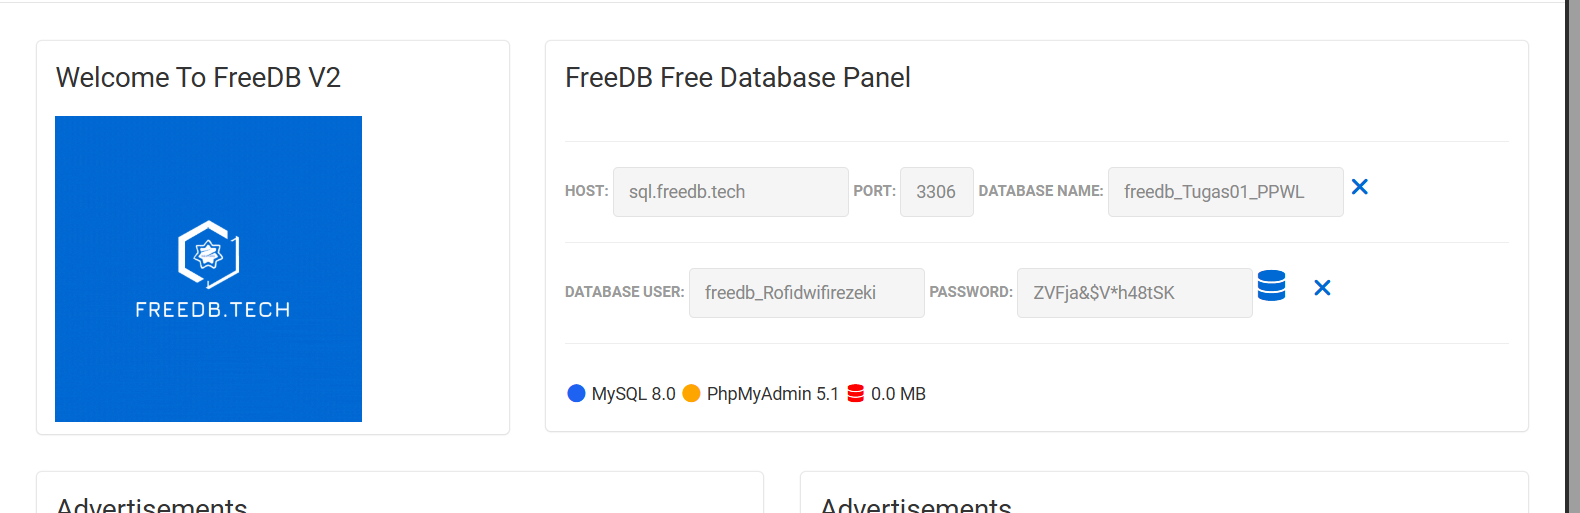 Welcome To FreeDB V2
FREEDB.TECH
FreeDB Free Database Panel
HOST: sql.freedb.tech PORT: 3306 DATABASE NAME: freedb_Tugas01_PPWL
DATABASE USER: freedb_Rofidwifirezeki PASSWORD: ZVFja&$V*h48tSK
MySQL 8.0 PhpMyAdmin 5.1 0.0 MB
Advertisements
Advertisements